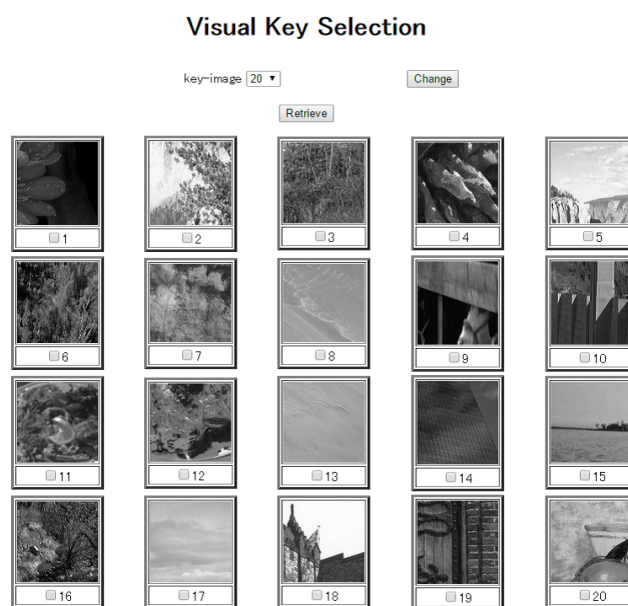 Visual Key Selection
key-image 20 Change
Retrieve
1 2 3 4 5
6 7 8 9 10
11 12 13 14 15
16 17 18 19 20